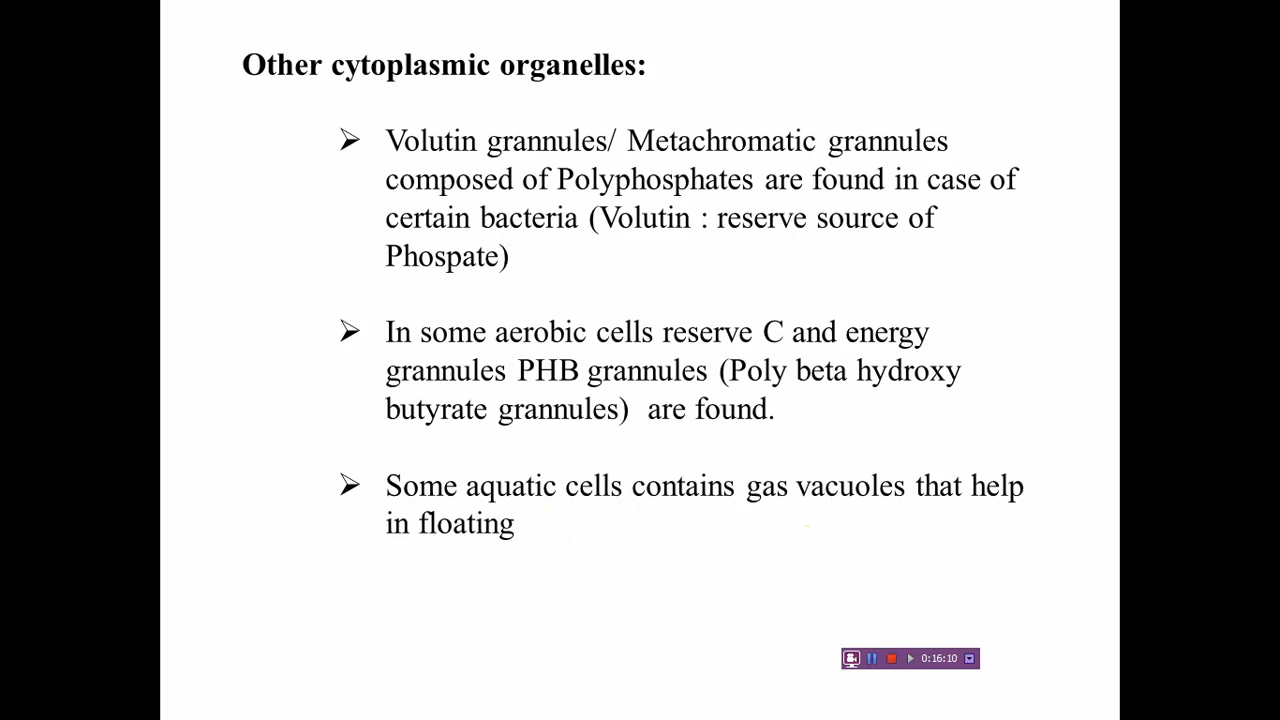 Other cytoplasmic organelles:
➢ Volutin grannules/ Metachromatic grannules
composed of Polyphosphates are found in case of
certain bacteria (Volutin : reserve source of
Phospate)
➢ In some aerobic cells reserve C and energy
grannules PHB grannules (Poly beta hydroxy
butyrate grannules) are found.
➢ Some aquatic cells contains gas vacuoles that help
in floating
0:16:10